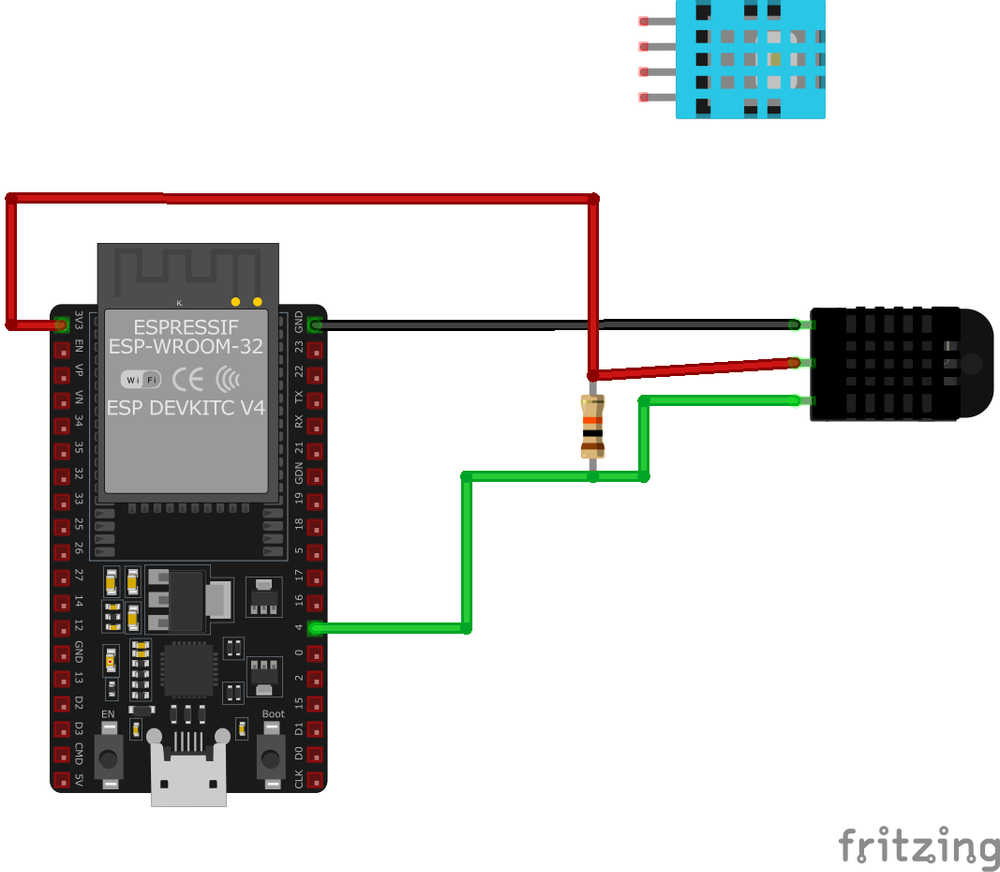 K
ESPRESSIF
ESP-WROOM-32
Wi Fi
CE
ESP DEVKITC V4
3V3
EN
VP
VN
34
35
32
33
25
26
27
14
12
GND
13
D2
D3
CMD
5V
GND
23
22
TX
RX
21
GDN
19
18
5
17
16
4
0
2
15
D1
D0
CLK
EN
Boot
fritzing